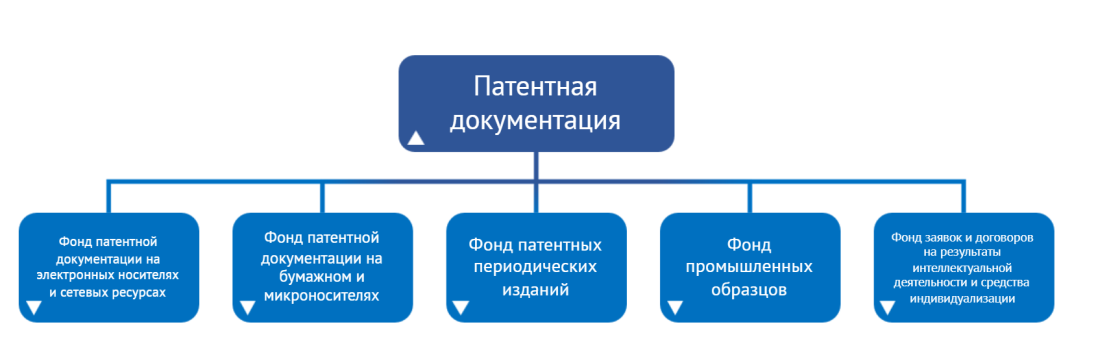 Патентная
документация
Фонд патентной
документации на
электронных носителях
и сетевых ресурсах
Фонд патентной
документации на
бумажном и
микроносителях
Фонд патентных
периодических
изданий
Фонд
промышленных
образцов
Фонд заявок и договоров
на результаты
интеллектуальной
деятельности и средства
индивидуализации